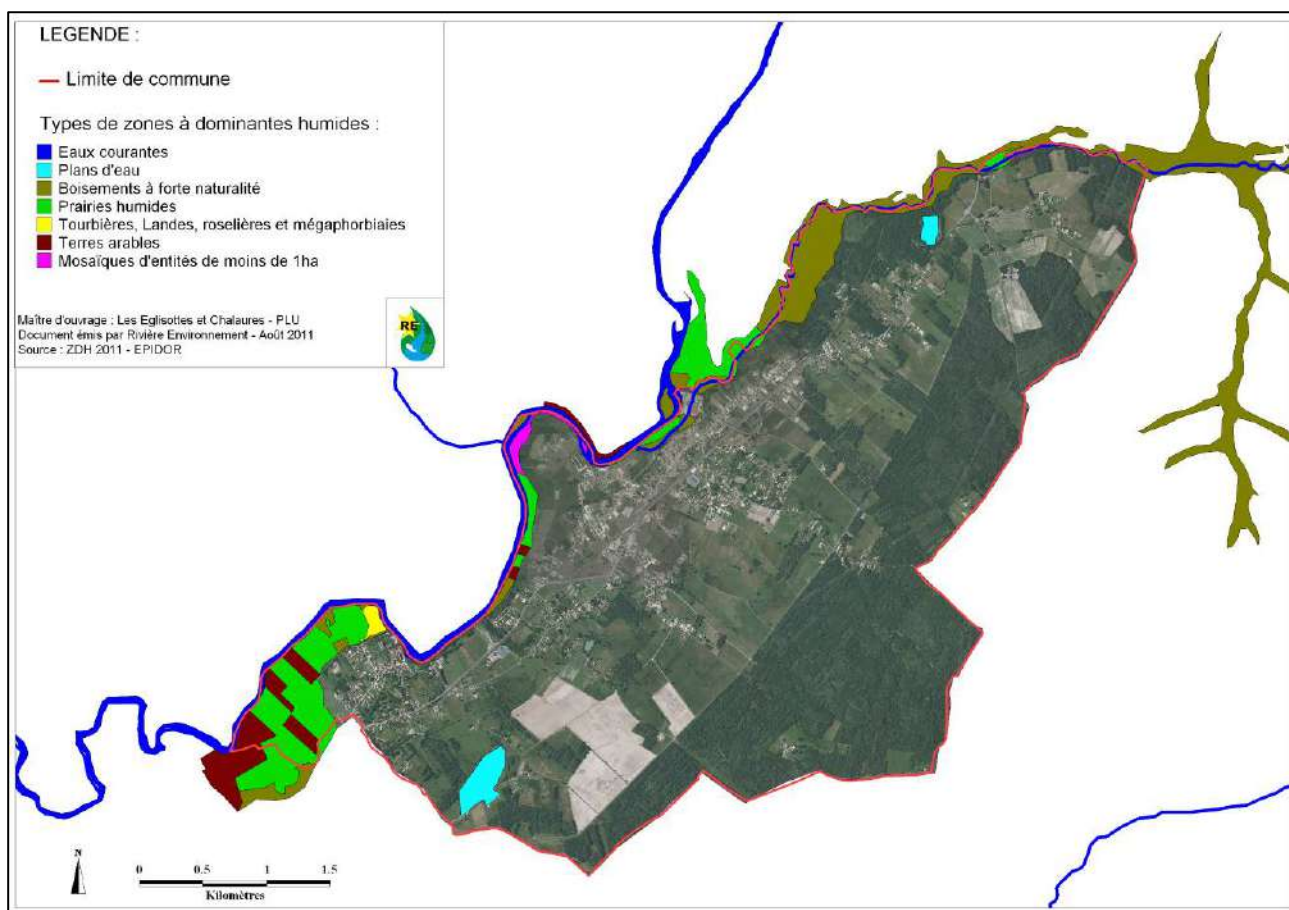 LEGENDE :
Limite de commune
Types de zones à dominantes humides :
Eaux courantes
Plans d'eau
Boisements à forte naturalité
Prairies humides
Tourbières, Landes, roselières et mégaphorbiaies
Terres arables
Mosaïques d'entités de moins de 1ha
Maître d'ouvrage : Les Eglisottes et Chalaures - PLU
Document émis par Rivière Environnement - Août 2011
Source : ZDH 2011 - EPIDOR
RE
N
0 0.5 1 1.5
Kilomètres